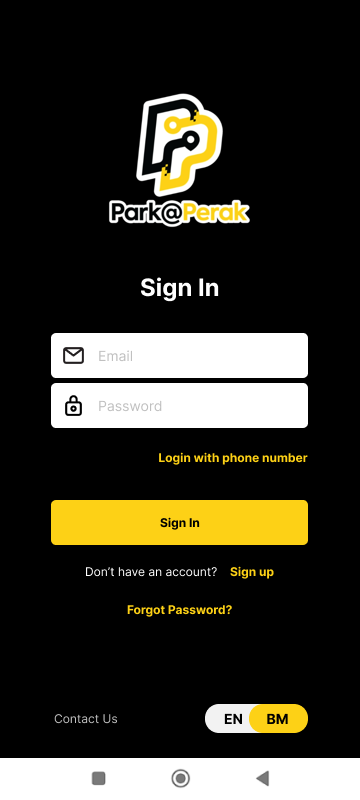 Park@Perak
Sign In
Email
Password
Login with phone number
Sign In
Don't have an account? Sign up
Forgot Password?
Contact Us
EN BM